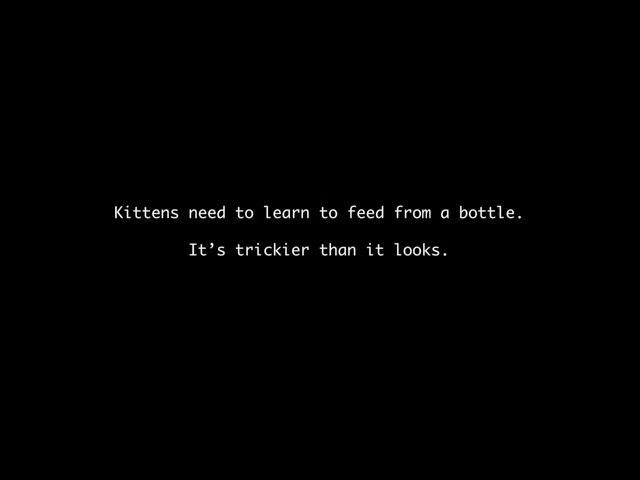 Kittens need to learn to feed from a bottle.
It’s trickier than it looks.